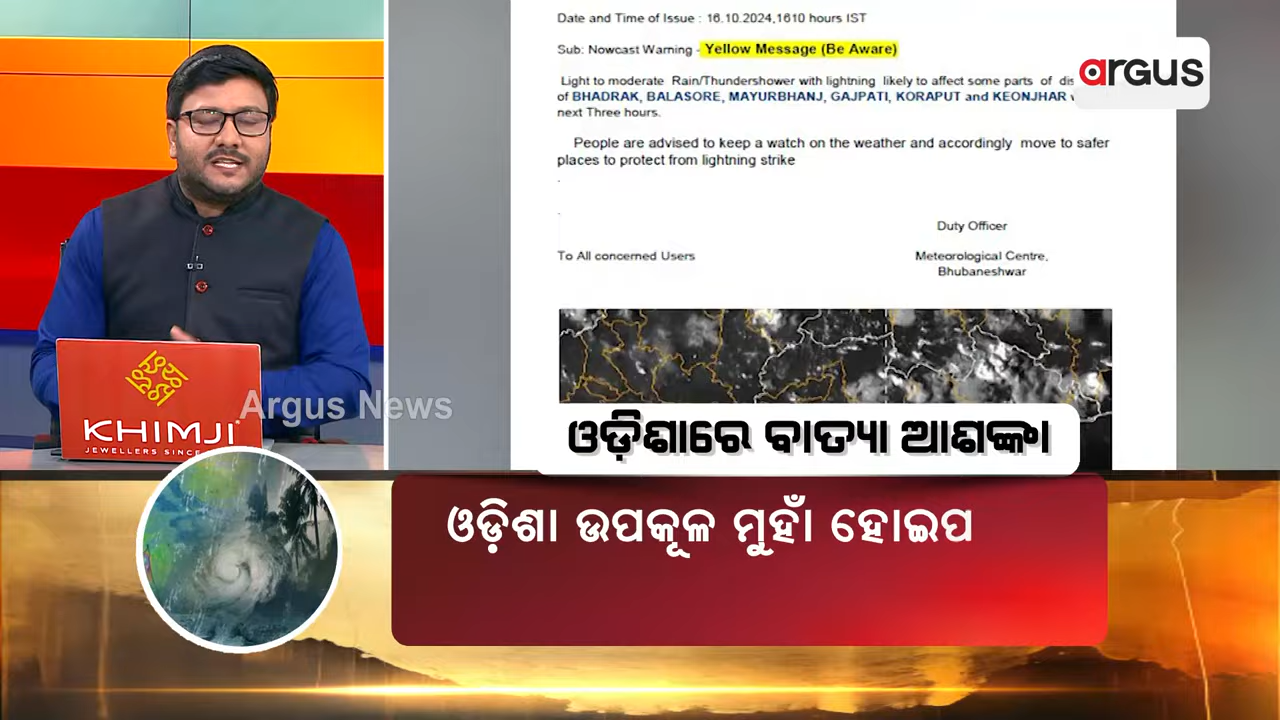 Date and Time of Issue : 16.10.2024,1610 hours IST
Sub: Nowcast Warning - Yellow Message (Be Aware)
argus
Light to moderate Rain/Thundershower with lightning likely to affect some parts of
of BHADRAK, BALASORE, MAYURBHANJ, GAJPATI, KORAPUT and KEONJHAR
next Three hours.
People are advised to keep a watch on the weather and accordingly move to safer
places to protect from lightning strike
Duty Officer
To All concerned Users
Meteorological Centre,
Bhubaneshwar
Argus News
KHIMJI
JEWELLERS SINCE
ଓଡ଼ିଶାରେ ବାତ୍ୟା ଆଶଙ୍କା
ଓଡ଼ିଶା ଉପକୂଳ ମୁହାଁ ହୋଇପ